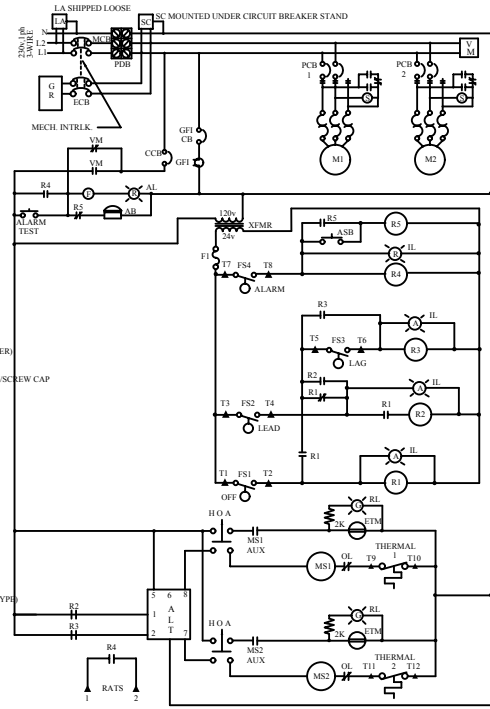 LA SHIPPED LOOSE
SC MOUNTED UNDER CIRCUIT BREAKER STAND
LA
SC
230v,1 ph
3-WIRE
N
L2
L1
MCB
PDB
VM
GR
ECB
MECH. INTRLK.
PCB
1
PCB
2
S
S
M1
M2
VM
VM
CCB
GFI
CB
GFI
R4
F
R
AL
R5
AB
ALARM
TEST
120v
XFMR
24v
F1
T7
FS4
T8
ALARM
R5
ASB
R5
R
IL
R4
R3
A
IL
T5
FS3
T6
LAG
R3
R2
R1
A
IL
T3
FS2
T4
LEAD
R1
R2
R1
A
IL
T1
FS1
T2
OFF
R1
ER)
/SCREW CAP
YPE)
H O A
MS1
AUX
G
RL
2K
ETM
MS1
OL
T9
THERMAL
1
T10
5
6
8
1
A
L
T
2
7
R2
R3
R4
RATS
1
2
H O A
MS2
AUX
G
RL
2K
ETM
MS2
OL
T11
THERMAL
2
T12